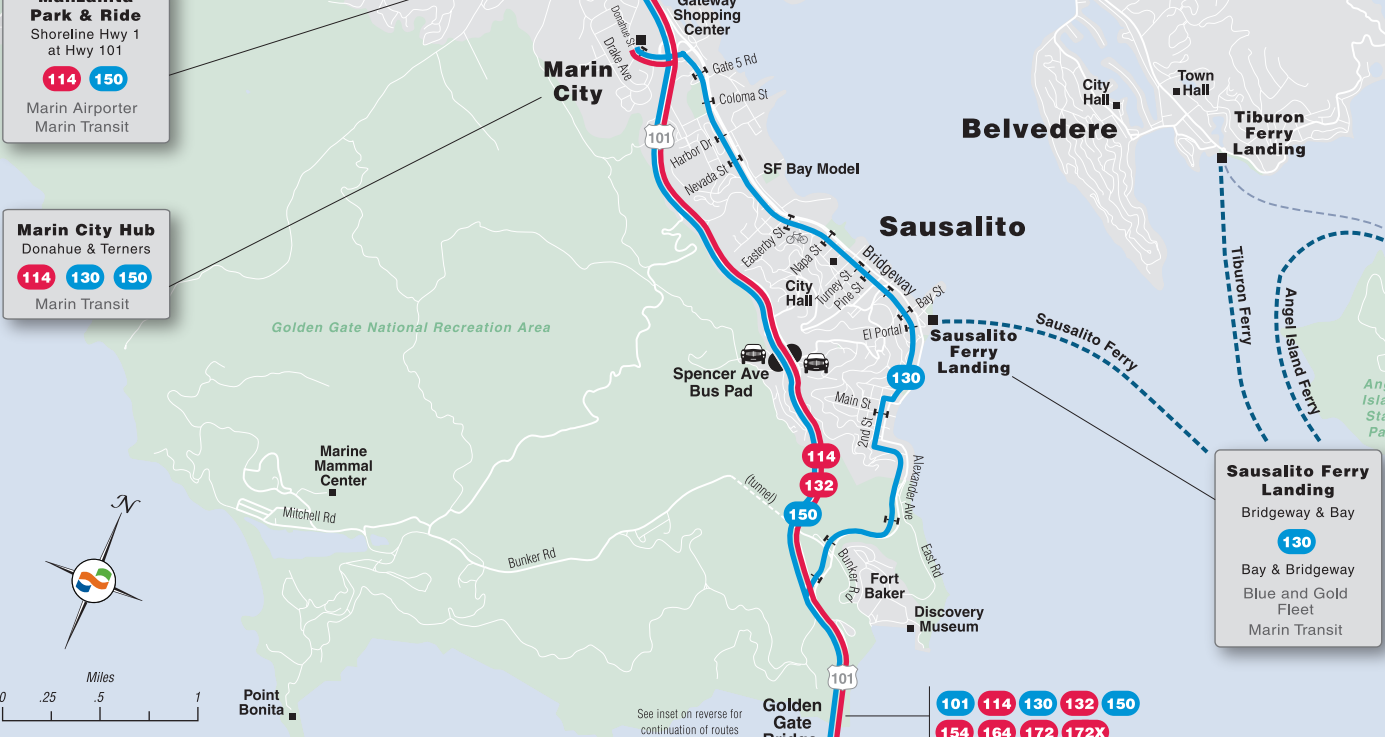 Manzanita
Park & Ride
Shoreline Hwy 1
at Hwy 101
114 150
Marin Airporter
Marin Transit
Marin City Hub
Donahue & Terners
114 130 150
Marin Transit
Gateway
Shopping
Center
Donahue St
Drake Ave
Marin
City
Gate 5 Rd
Coloma St
101
Harbor Dr
Nevada St
SF Bay Model
Sausalito
Easterby St
Napa St
City
Hall
Turney St
Pine St
Bridgeway
Bay St
El Portal
Sausalito
Ferry
Landing
Sausalito Ferry
Spencer Ave
Bus Pad
130
Main St
2nd St
114
132
150
Alexander Ave
(tunnel)
Bunker Rd
East Rd
Fort
Baker
Discovery
Museum
City
Hall
Town
Hall
Belvedere
Tiburon
Ferry
Landing
Tiburon Ferry
Angel Island Ferry
Golden Gate National Recreation Area
Marine
Mammal
Center
Mitchell Rd
Bunker Rd
N
Miles
0 .25 .5 1
Point
Bonita
See inset on reverse for
continuation of routes
101
Golden
Gate
Bridge
101 114 130 132 150
154 164 172 172X
Sausalito Ferry
Landing
Bridgeway & Bay
130
Bay & Bridgeway
Blue and Gold
Fleet
Marin Transit